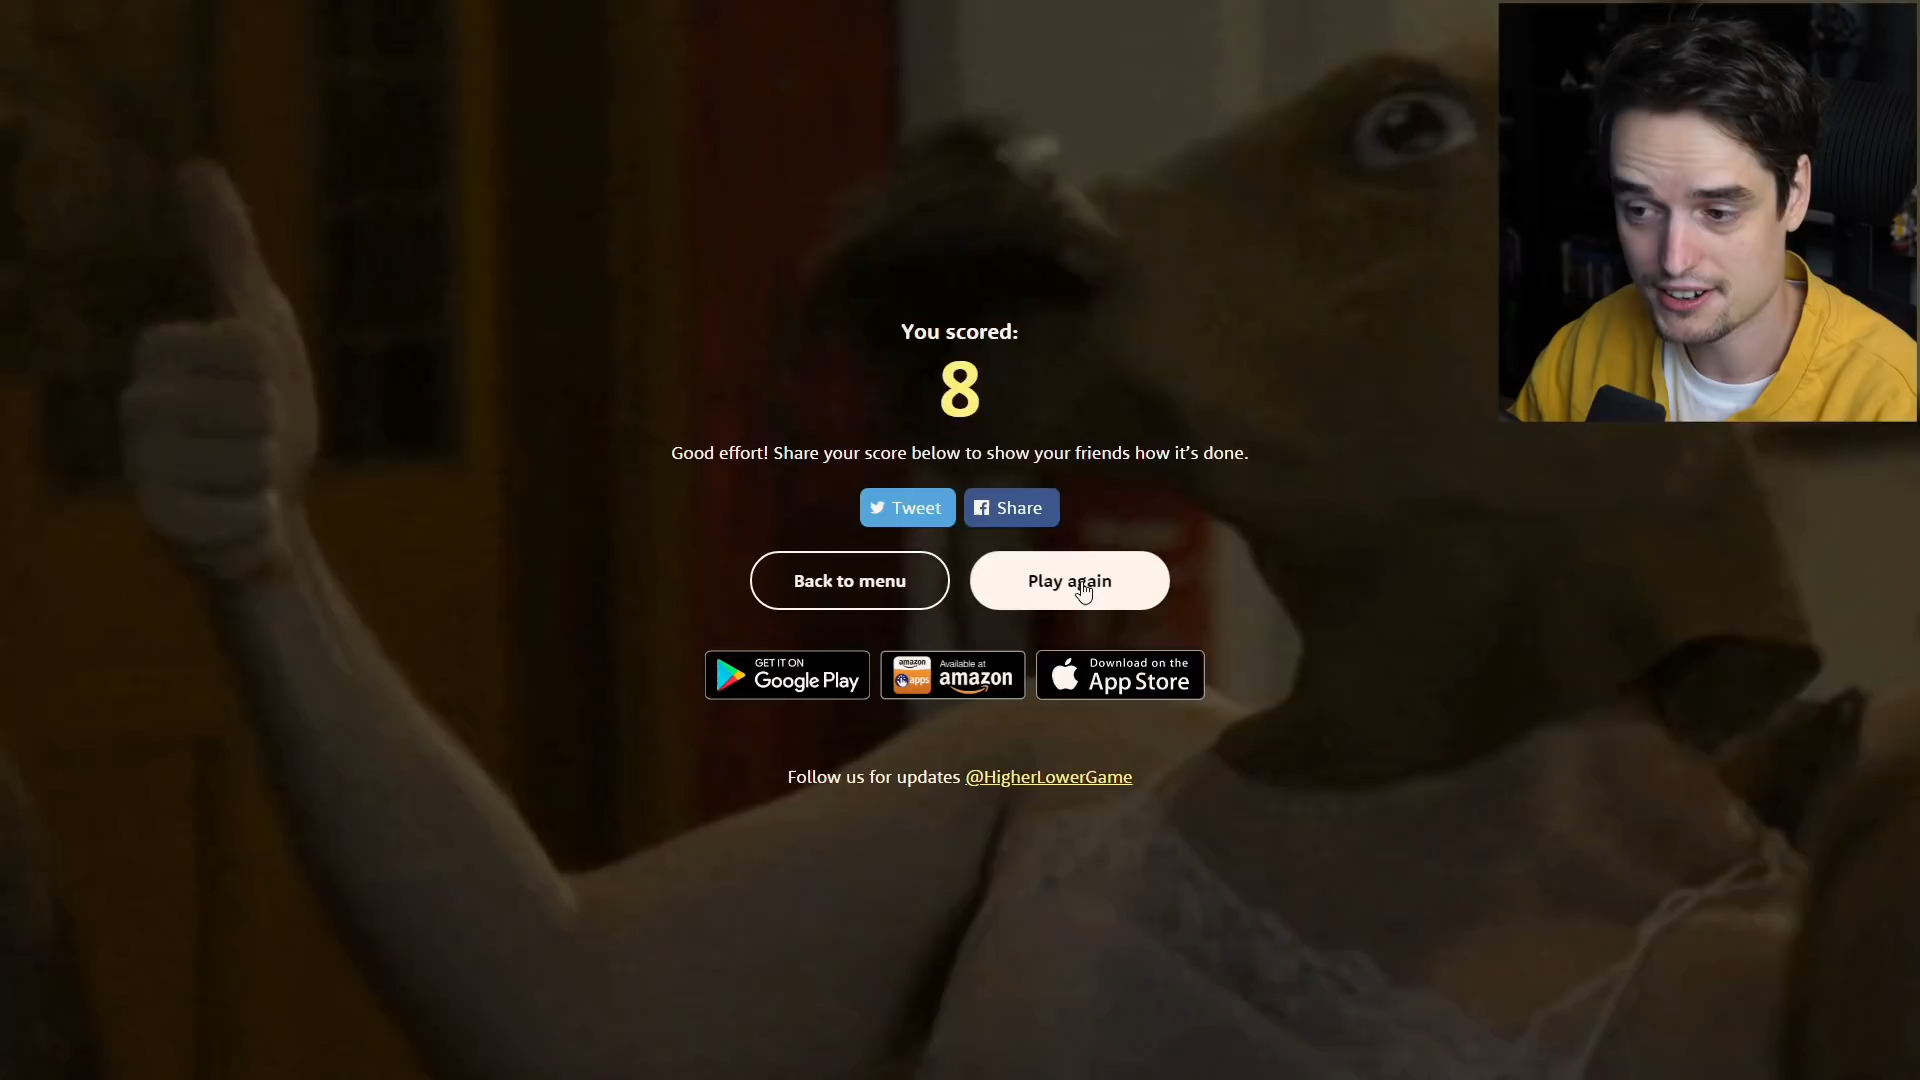 You scored:
8
Good effort! Share your score below to show your friends how it's done.
Tweet
Share
Back to menu
Play again
GET IT ON
Google Play
amazon
apps
Available at
amazon
Download on the
App Store
Follow us for updates @HigherLowerGame